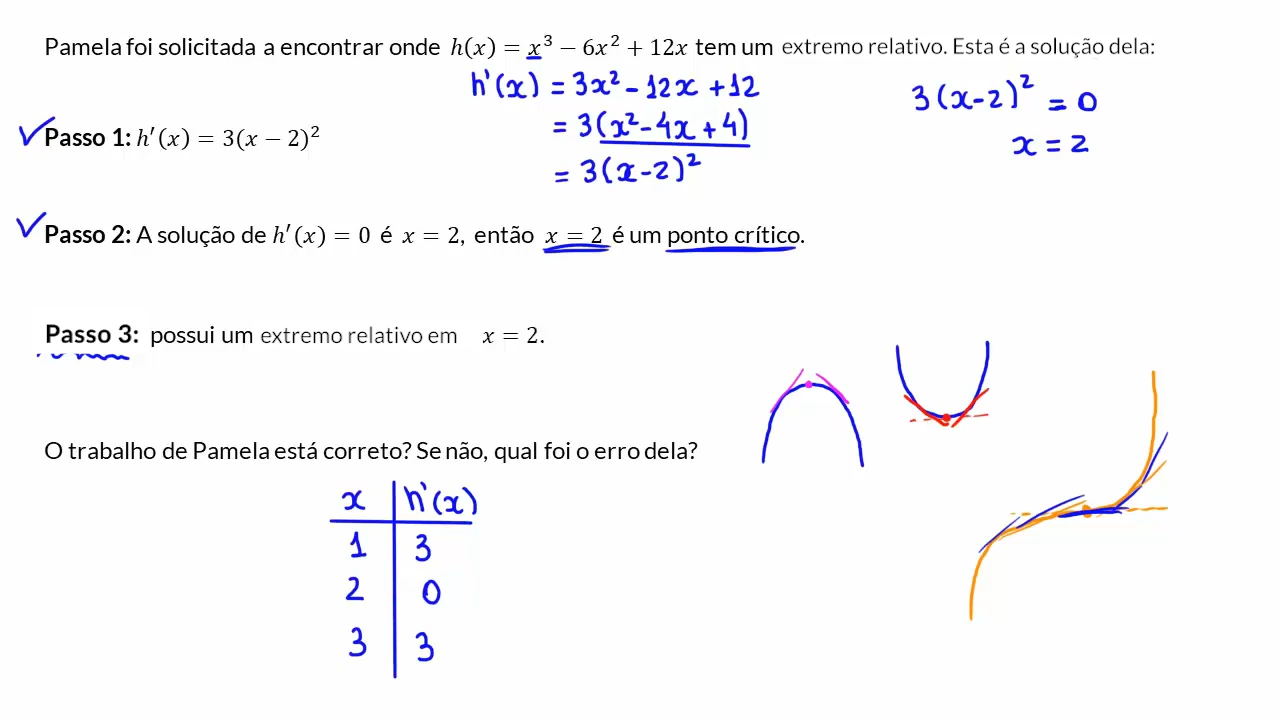 Pamela foi solicitada a encontrar onde h(x) = x³ − 6x² + 12x tem um extremo relativo. Esta é a solução dela:
h'(x) = 3x² - 12x + 12
= 3(x² - 4x + 4)
= 3(x-2)²
3(x-2)² = 0
x = 2
Passo 1: h′(x) = 3(x − 2)²
Passo 2: A solução de h′(x) = 0 é x = 2, então x = 2 é um ponto crítico.
Passo 3: possui um extremo relativo em x = 2.
O trabalho de Pamela está correto? Se não, qual foi o erro dela?
x h'(x)
1 3
2 0
3 3